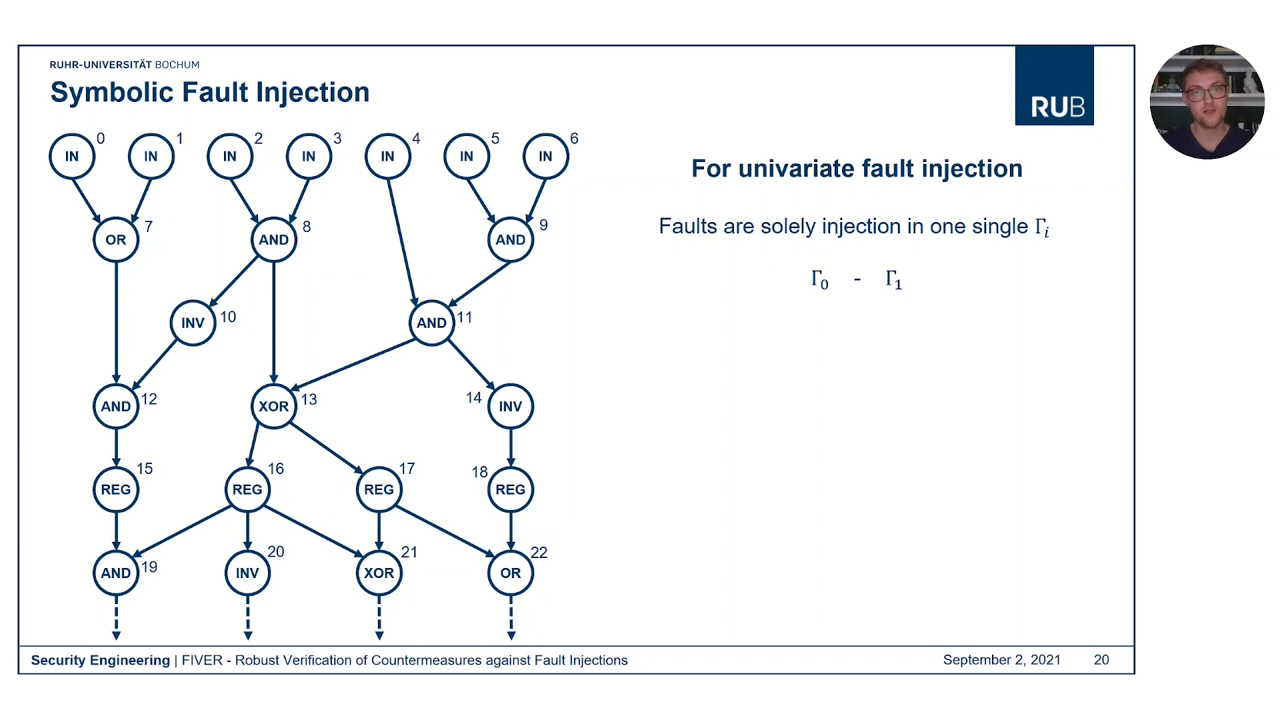 RUHR-UNIVERSITÄT BOCHUM
Symbolic Fault Injection
RUB
IN 0 IN 1 IN 2 IN 3 IN 4 IN 5 IN 6
For univariate fault injection
OR 7 AND 8 AND 9
Faults are solely injection in one single Γi
Γ0 - Γ1
INV 10 AND 11
AND 12 XOR 13 14 INV
REG 15 REG 16 REG 17 18 REG
AND 19 INV 20 XOR 21 OR 22
Security Engineering | FIVER - Robust Verification of Countermeasures against Fault Injections
September 2, 2021 20